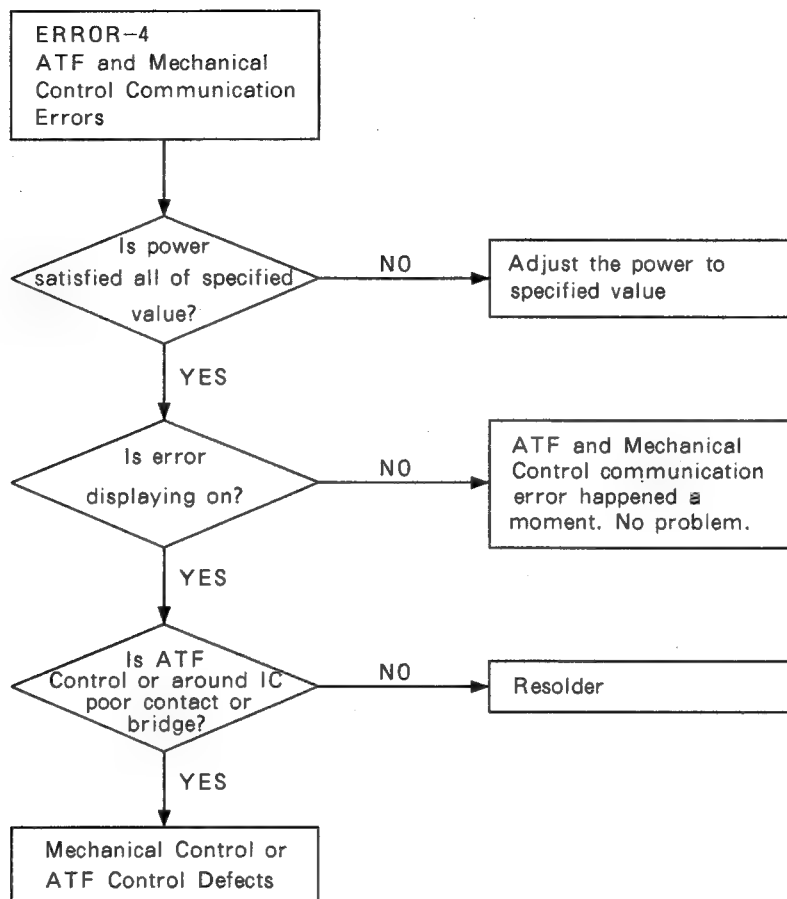 ERROR-4
ATF and Mechanical
Control Communication
Errors
Is power
satisfied all of specified
value?
NO
Adjust the power to
specified value
YES
Is error
displaying on?
NO
ATF and Mechanical
Control communication
error happened a
moment. No problem.
YES
Is ATF
Control or around IC
poor contact or
bridge?
NO
Resolder
YES
Mechanical Control or
ATF Control Defects